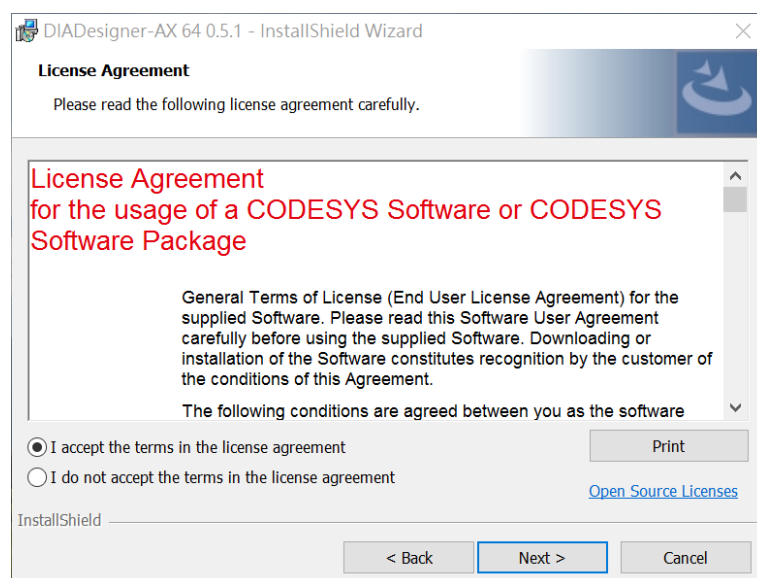 DIADesigner-AX 64 0.5.1 - InstallShield Wizard
License Agreement
Please read the following license agreement carefully.
License Agreement
for the usage of a CODESYS Software or CODESYS
Software Package
General Terms of License (End User License Agreement) for the
supplied Software. Please read this Software User Agreement
carefully before using the supplied Software. Downloading or
installation of the Software constitutes recognition by the customer of
the conditions of this Agreement.
The following conditions are agreed between you as the software
I accept the terms in the license agreement
Print
I do not accept the terms in the license agreement
Open Source Licenses
InstallShield
< Back
Next >
Cancel